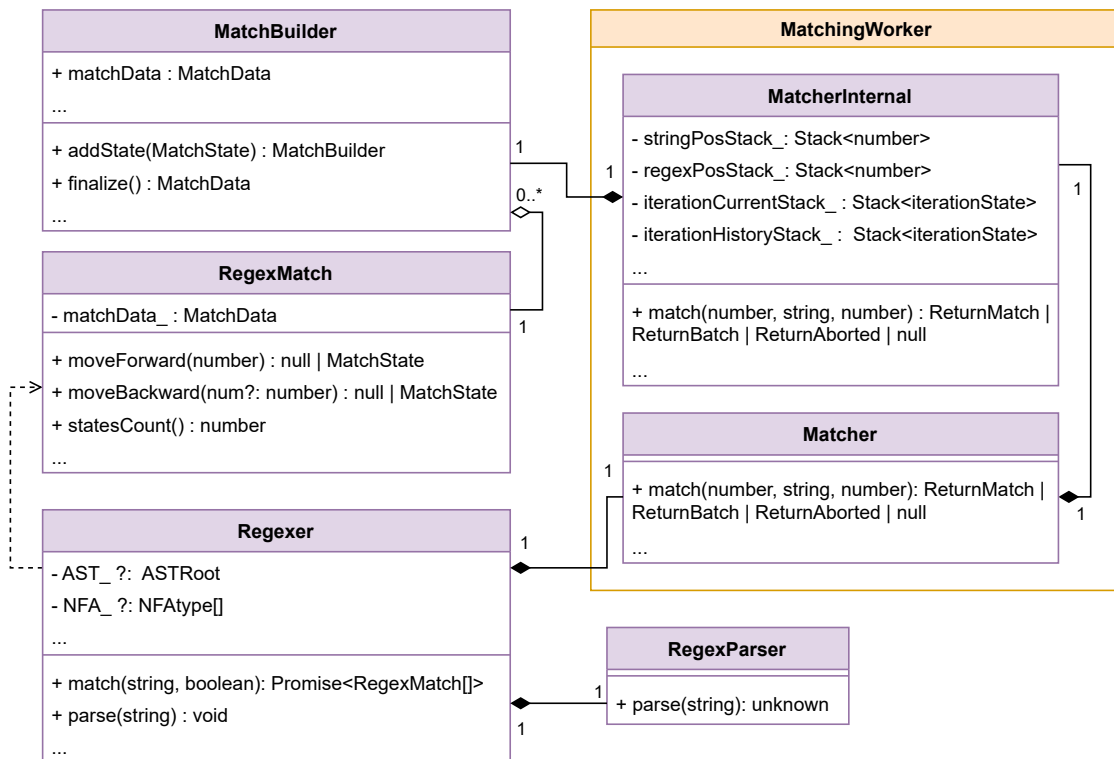 MatchBuilder
+ matchData : MatchData
...
+ addState(MatchState) : MatchBuilder
+ finalize() : MatchData
...
1
0..*
RegexMatch
- matchData_ : MatchData
1
+ moveForward(number) : null | MatchState
+ moveBackward(num?: number) : null | MatchState
+ statesCount() : number
...
Regexer
- AST_ ?:  ASTRoot
- NFA_ ?: NFAtype[]
...
+ match(string, boolean): Promise<RegexMatch[]>
+ parse(string) : void
...
1
1
MatchingWorker
MatcherInternal
- stringPosStack_: Stack<number>
- regexPosStack_: Stack<number>
- iterationCurrentStack_ : Stack<iterationState>
- iterationHistoryStack_ :  Stack<iterationState>
...
+ match(number, string, number) : ReturnMatch |
ReturnBatch | ReturnAborted | null
...
1
1
Matcher
+ match(number, string, number): ReturnMatch |
ReturnBatch | ReturnAborted | null
...
1
1
RegexParser
+ parse(string): unknown
1